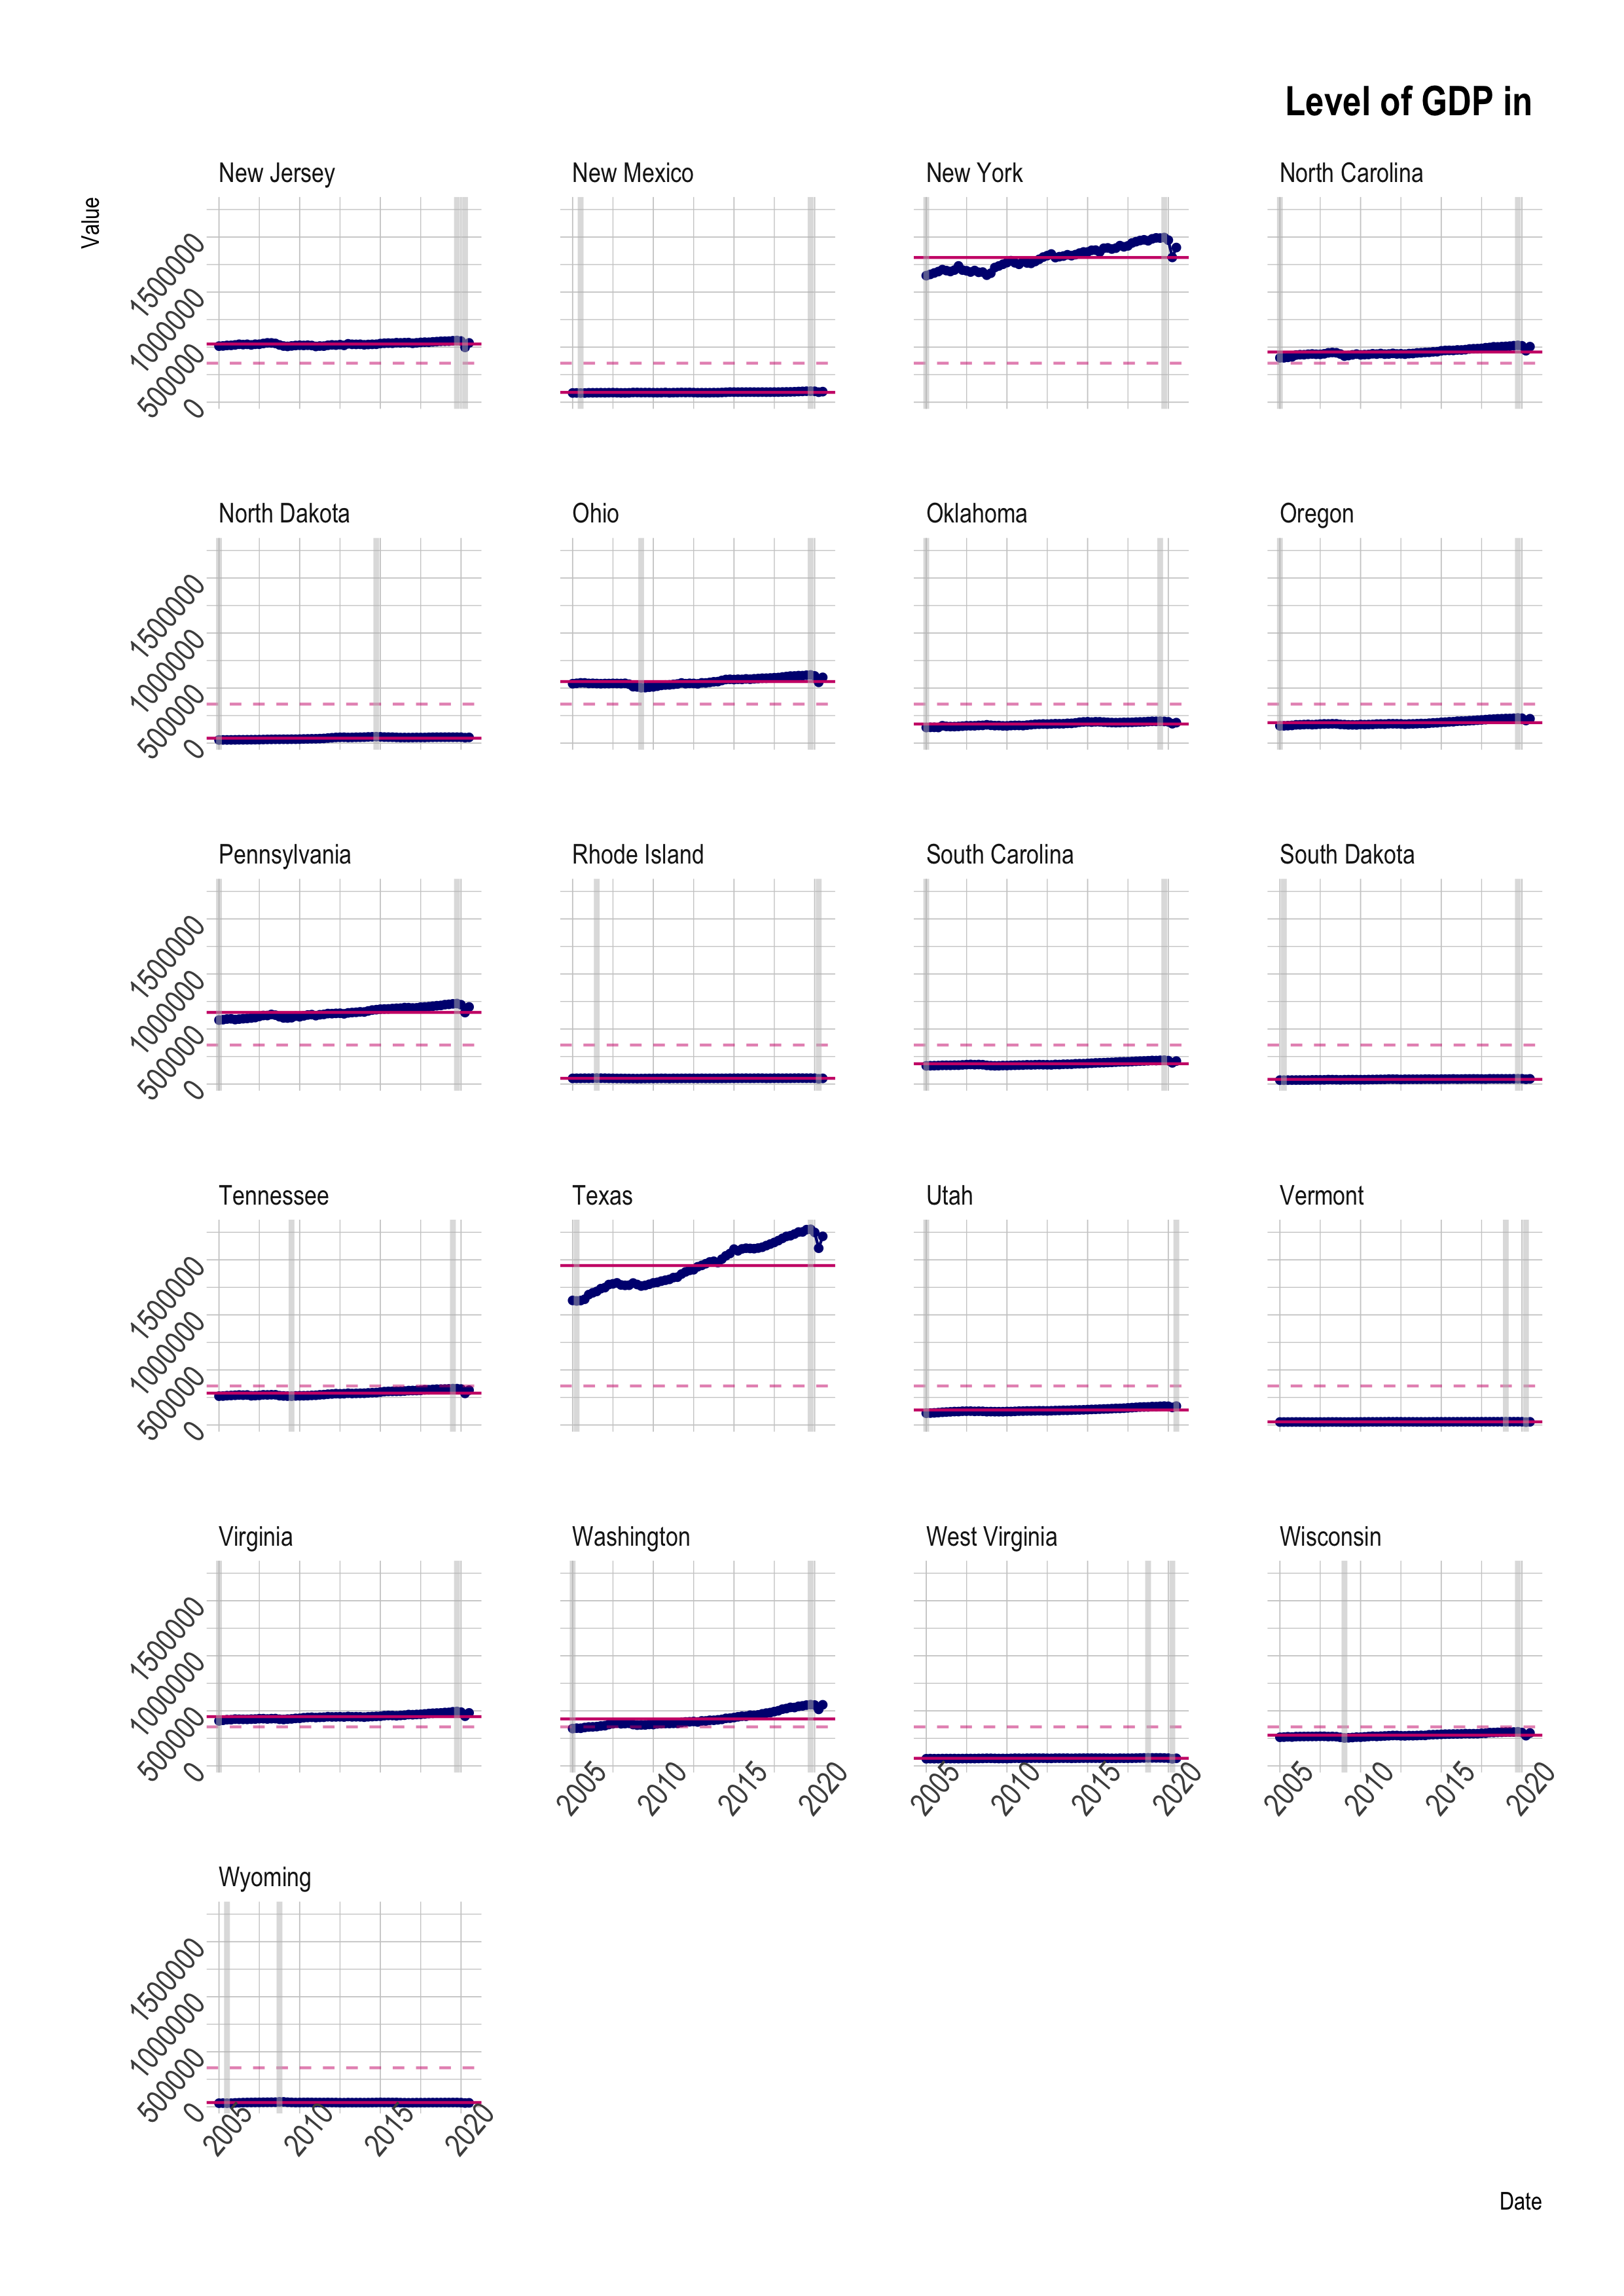 Level of GDP in
Value
New Jersey
New Mexico
New York
North Carolina
1500000
1000000
500000
0
North Dakota
Ohio
Oklahoma
Oregon
1500000
1000000
500000
0
Pennsylvania
Rhode Island
South Carolina
South Dakota
1500000
1000000
500000
0
Tennessee
Texas
Utah
Vermont
1500000
1000000
500000
0
Virginia
Washington
West Virginia
Wisconsin
1500000
1000000
500000
0
2005 2010 2015 2020
2005 2010 2015 2020
2005 2010 2015 2020
Wyoming
1500000
1000000
500000
0
2005 2010 2015 2020
Date